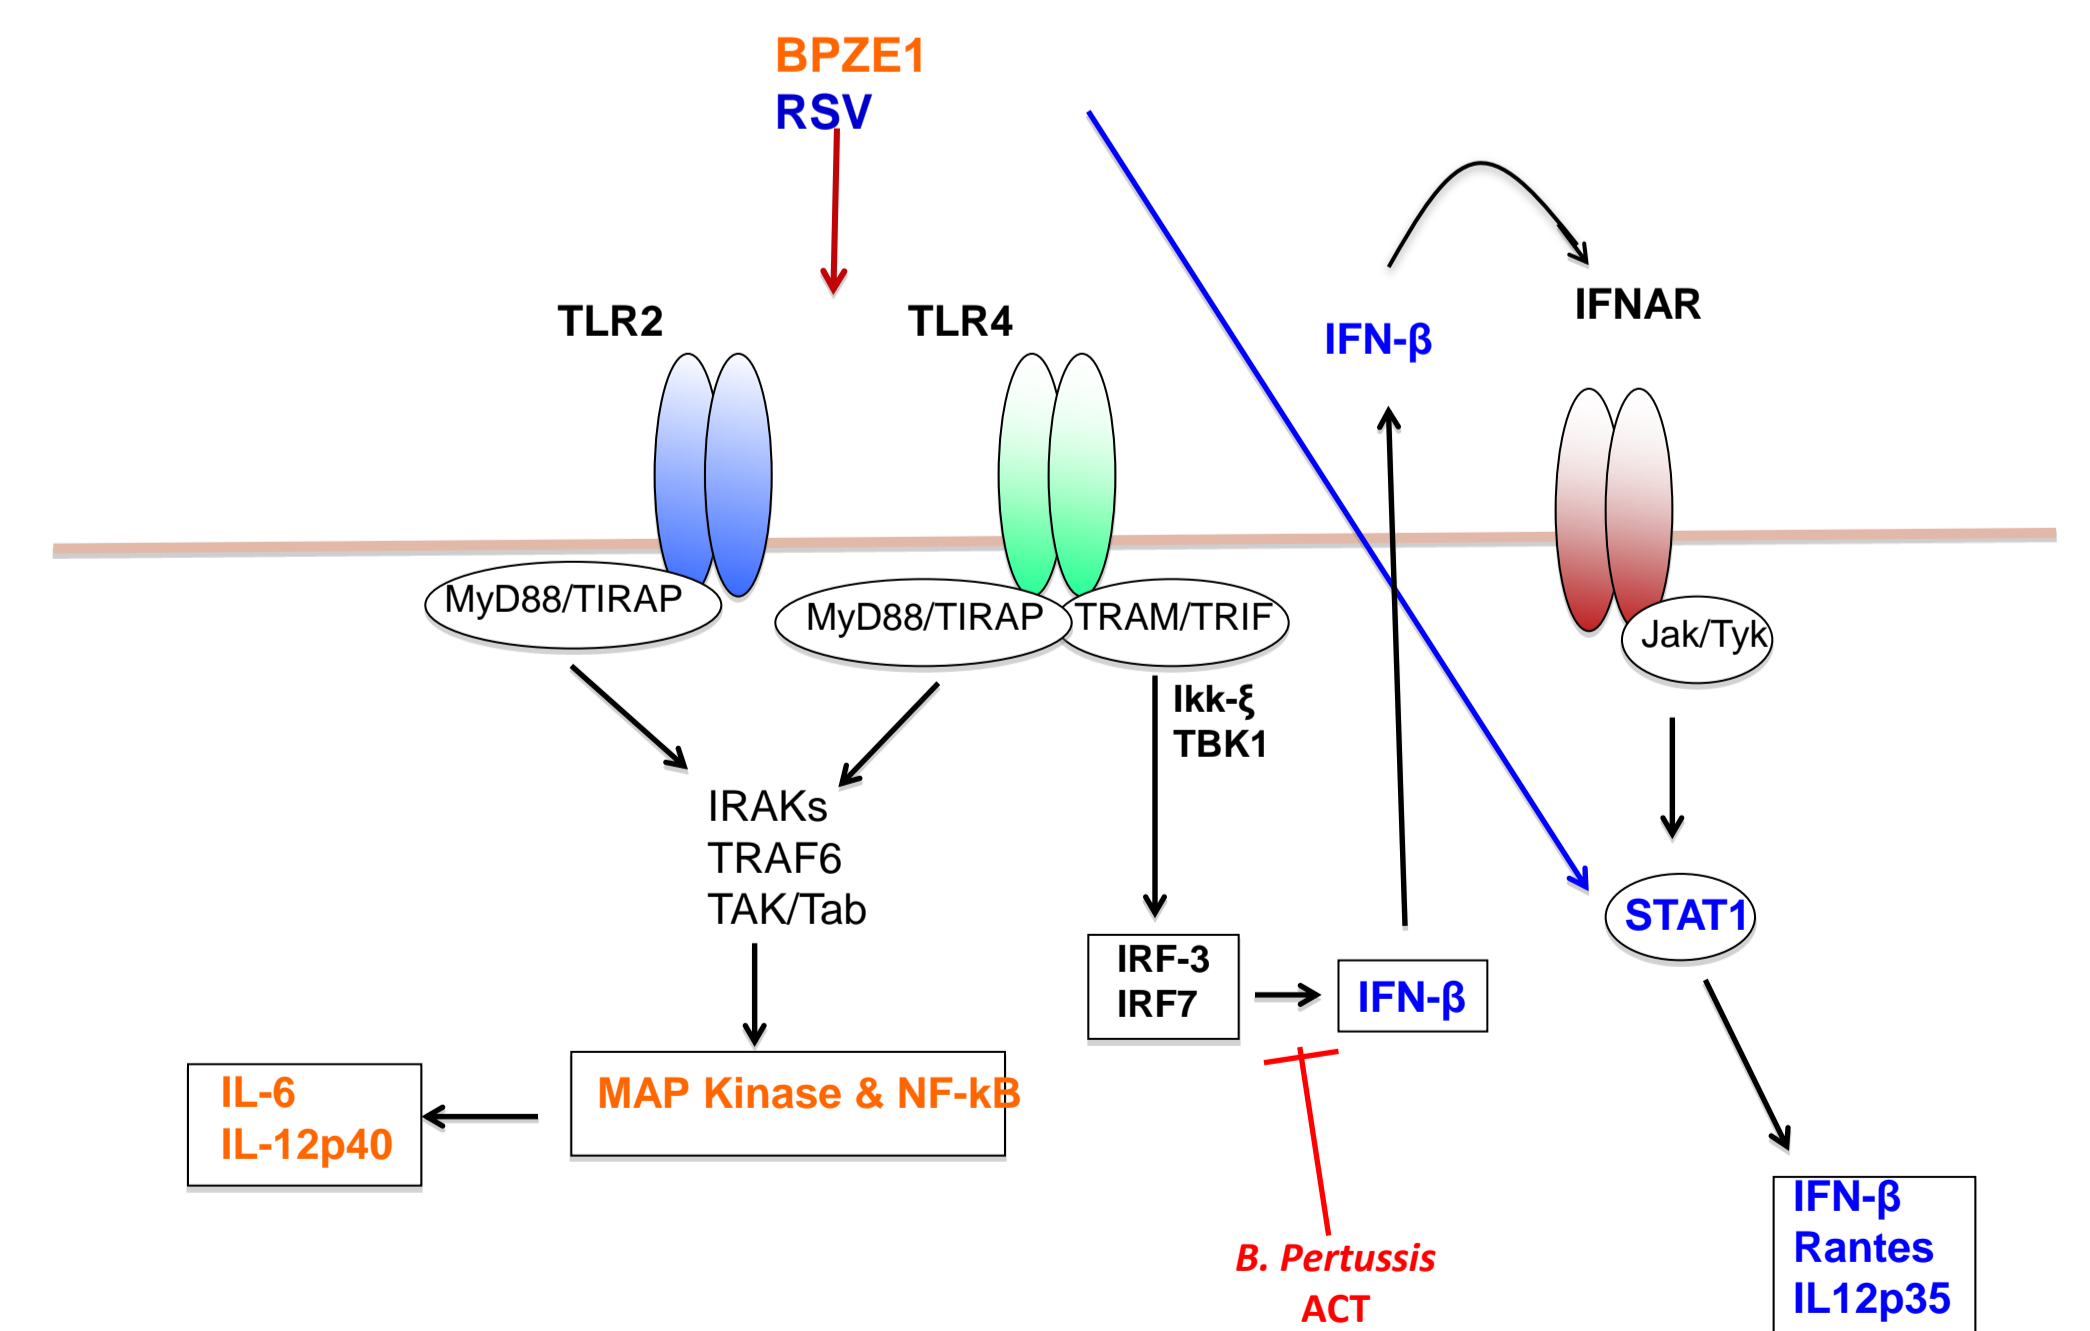 BPZE1
RSV
TLR2
TLR4
IFN-β
IFNAR
MyD88/TIRAP
MyD88/TIRAP
TRAM/TRIF
Jak/Tyk
Ikk-ξ
TBK1
IRAKs
TRAF6
TAK/Tab
STAT1
IRF-3
IRF7
IFN-β
IL-6
IL-12p40
MAP Kinase & NF-kB
B. Pertussis
ACT
IFN-β
Rantes
IL12p35